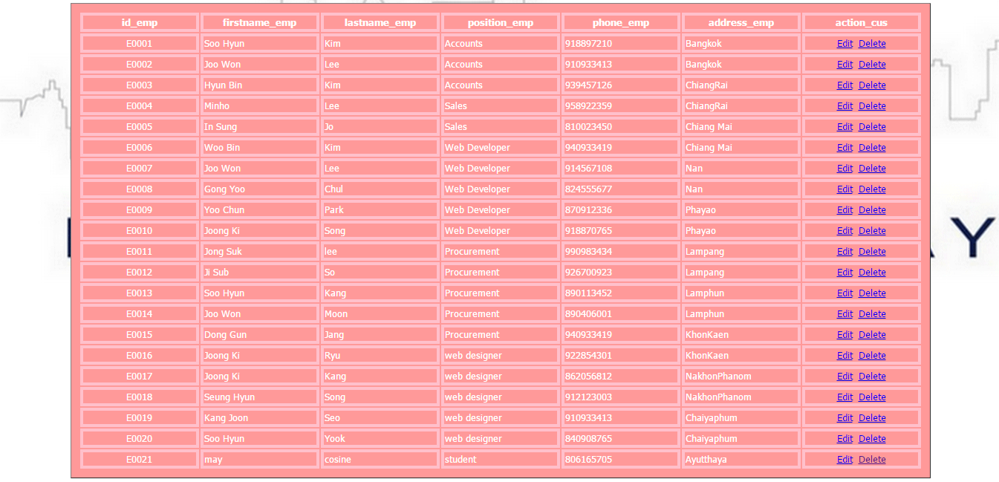 id_emp firstname_emp lastname_emp position_emp phone_emp address_emp action_cus
E0001 Soo Hyun Kim Accounts 918897210 Bangkok Edit Delete
E0002 Joo Won Lee Accounts 910933413 Bangkok Edit Delete
E0003 Hyun Bin Kim Accounts 939457126 ChiangRai Edit Delete
E0004 Minho Lee Sales 958922359 ChiangRai Edit Delete
E0005 In Sung Jo Sales 810023450 Chiang Mai Edit Delete
E0006 Woo Bin Kim Web Developer 940933419 Chiang Mai Edit Delete
E0007 Joo Won Lee Web Developer 914567108 Nan Edit Delete
E0008 Gong Yoo Chul Web Developer 824555677 Nan Edit Delete
E0009 Yoo Chun Park Web Developer 870912336 Phayao Edit Delete
E0010 Joong Ki Song Web Developer 918870765 Phayao Edit Delete
E0011 Jong Suk lee Procurement 990983434 Lampang Edit Delete
E0012 Ji Sub So Procurement 926700923 Lampang Edit Delete
E0013 Soo Hyun Kang Procurement 890113452 Lamphun Edit Delete
E0014 Joo Won Moon Procurement 890406001 Lamphun Edit Delete
E0015 Dong Gun Jang Procurement 940933419 KhonKaen Edit Delete
E0016 Joong Ki Ryu web designer 922854301 KhonKaen Edit Delete
E0017 Joong Ki Kang web designer 862056812 NakhonPhanom Edit Delete
E0018 Seung Hyun Song web designer 912123003 NakhonPhanom Edit Delete
E0019 Kang Joon Seo web designer 910933413 Chaiyaphum Edit Delete
E0020 Soo Hyun Yook web designer 840908765 Chaiyaphum Edit Delete
E0021 may cosine student 806165705 Ayutthaya Edit Delete